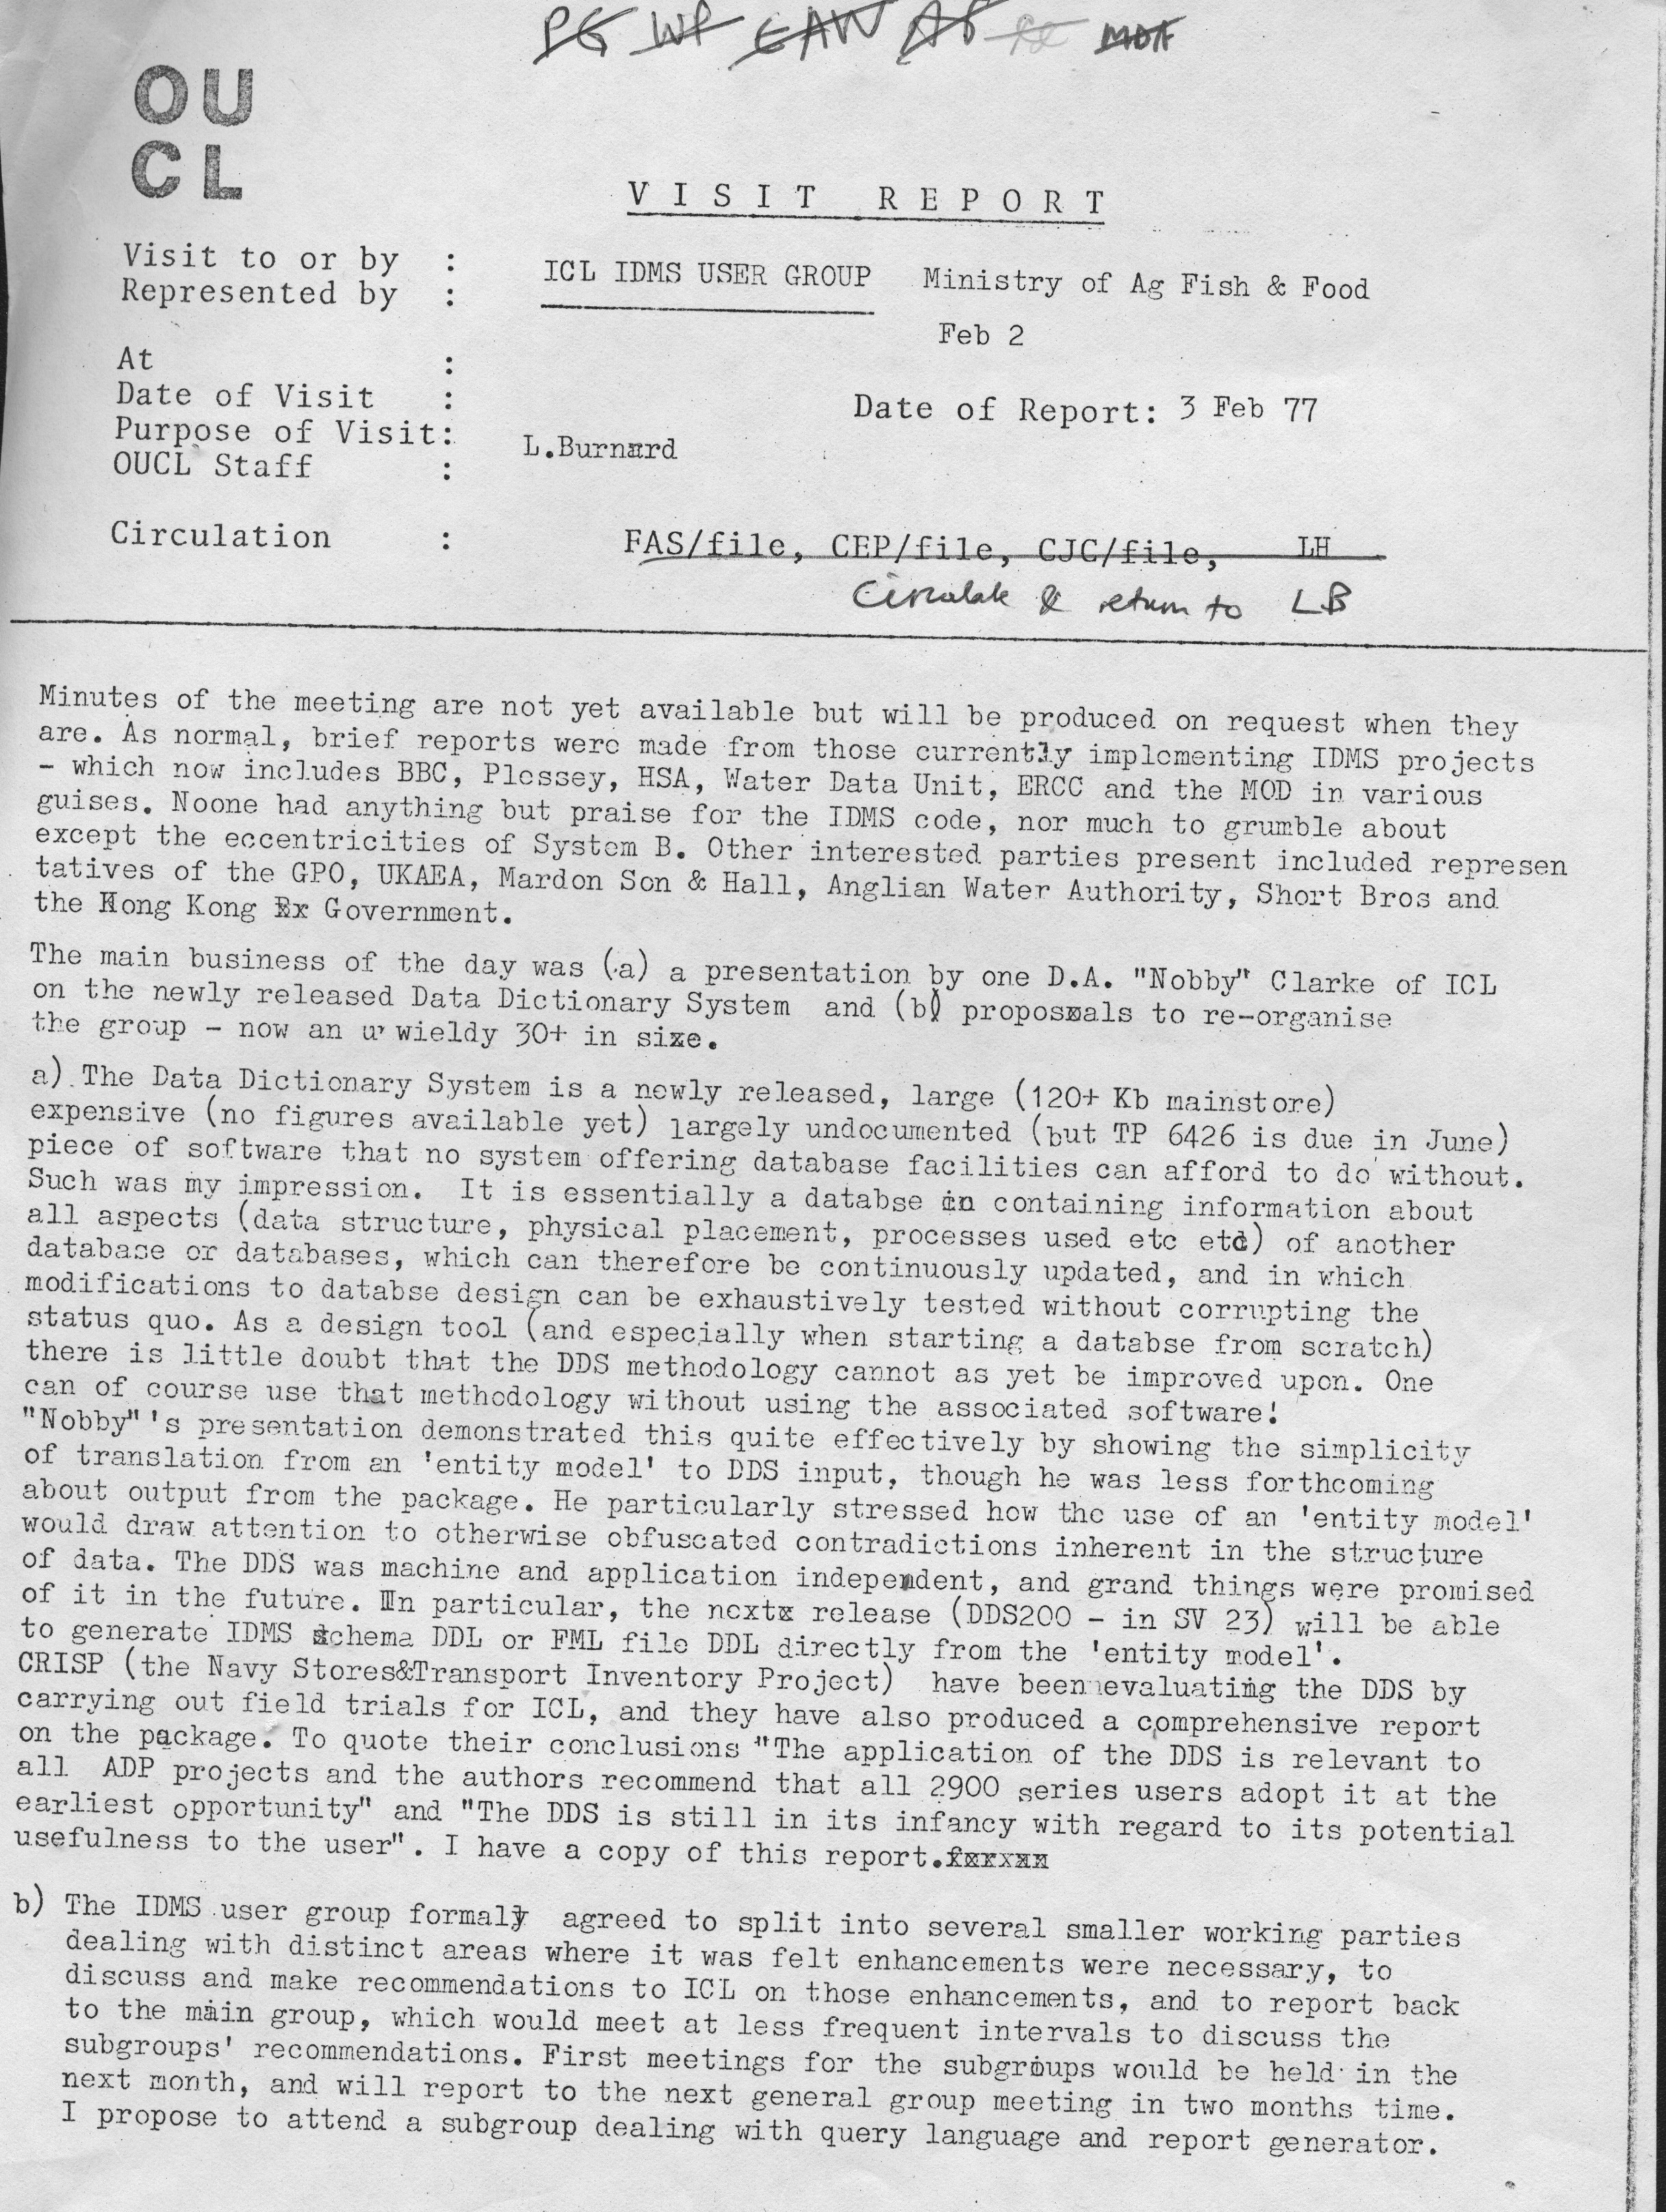 PG WP EAW AP MDA
OU
CL
VISIT REPORT
Visit to or by : ICL IDMS USER GROUP Ministry of Ag Fish & Food
Represented by :
Feb 2
At :
Date of Visit : Date of Report: 3 Feb 77
Purpose of Visit: L.Burnard
OUCL Staff :
Circulation : FAS/file, CEP/file, CJC/file, LH
Circulate & return to LB
Minutes of the meeting are not yet available but will be produced on request when they
are. As normal, brief reports were made from those currently implementing IDMS projects
- which now includes BBC, Plessey, HSA, Water Data Unit, ERCC and the MOD in various
guises. Noone had anything but praise for the IDMS code, nor much to grumble about
except the eccentricities of System B. Other interested parties present included represen
tatives of the GPO, UKAEA, Mardon Son & Hall, Anglian Water Authority, Short Bros and
the Hong Kong Ex Government.
The main business of the day was (a) a presentation by one D.A. "Nobby" Clarke of ICL
on the newly released Data Dictionary System and (b) proposals to re-organise
the group - now an u wieldy 30+ in size.
a) The Data Dictionary System is a newly released, large (120+ Kb mainstore)
expensive (no figures available yet) largely undocumented (but TP 6426 is due in June)
piece of software that no system offering database facilities can afford to do without.
Such was my impression. It is essentially a databse in containing information about
all aspects (data structure, physical placement, processes used etc etc) of another
database or databases, which can therefore be continuously updated, and in which
modifications to databse design can be exhaustively tested without corrupting the
status quo. As a design tool (and especially when starting a databse from scratch)
there is little doubt that the DDS methodology cannot as yet be improved upon. One
can of course use that methodology without using the associated software!
"Nobby"'s presentation demonstrated this quite effectively by showing the simplicity
of translation from an 'entity model' to DDS input, though he was less forthcoming
about output from the package. He particularly stressed how the use of an 'entity model'
would draw attention to otherwise obfuscated contradictions inherent in the structure
of data. The DDS was machine and application independent, and grand things were promised
of it in the future. In particular, the next release (DDS200 - in SV 23) will be able
to generate IDMS schema DDL or FML file DDL directly from the 'entity model'.
CRISP (the Navy Stores&Transport Inventory Project) have been evaluating the DDS by
carrying out field trials for ICL, and they have also produced a comprehensive report
on the package. To quote their conclusions "The application of the DDS is relevant to
all ADP projects and the authors recommend that all 2900 series users adopt it at the
earliest opportunity" and "The DDS is still in its infancy with regard to its potential
usefulness to the user". I have a copy of this report.
b) The IDMS user group formaly agreed to split into several smaller working parties
dealing with distinct areas where it was felt enhancements were necessary, to
discuss and make recommendations to ICL on those enhancements, and to report back
to the main group, which would meet at less frequent intervals to discuss the
subgroups' recommendations. First meetings for the subgroups would be held in the
next month, and will report to the next general group meeting in two months time.
I propose to attend a subgroup dealing with query language and report generator.